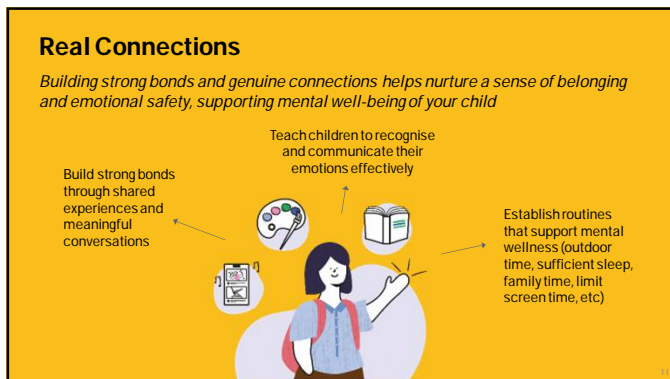 Real Connections
Building strong bonds and genuine connections helps nurture a sense of belonging
and emotional safety, supporting mental well-being of your child
Teach children to recognise
and communicate their
emotions effectively
Build strong bonds
through shared
experiences and
meaningful
conversations
Establish routines
that support mental
wellness (outdoor
time, sufficient sleep,
family time, limit
screen time, etc)
11